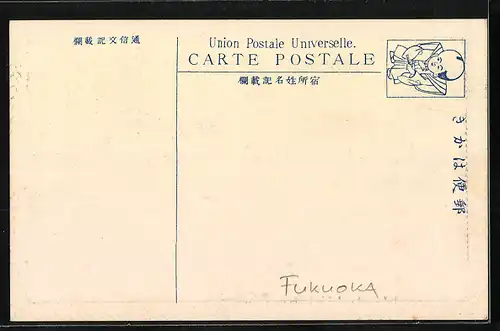 欄載記文信通
Union Postale Universelle.
CARTE POSTALE
欄載記名姓所宿
きかは便郵
FUKUOKA